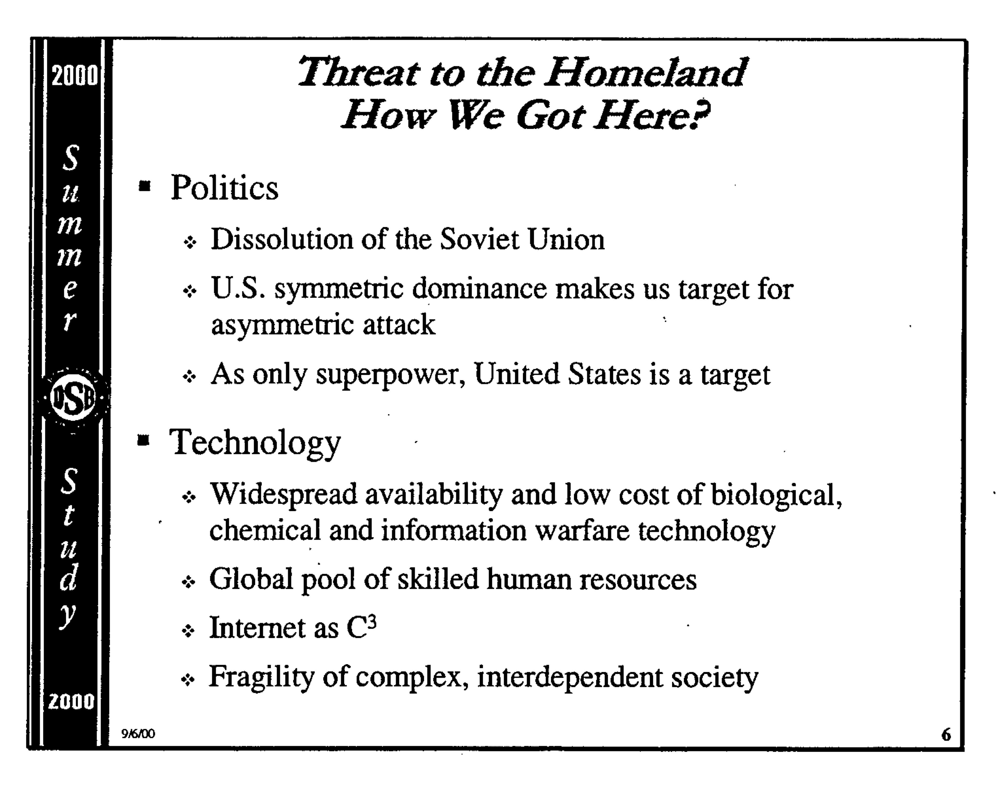 2000
Summer
DSB
Study
2000
Threat to the Homeland
How We Got Here?
▪ Politics
❖ Dissolution of the Soviet Union
❖ U.S. symmetric dominance makes us target for
asymmetric attack
❖ As only superpower, United States is a target
▪ Technology
❖ Widespread availability and low cost of biological,
chemical and information warfare technology
❖ Global pool of skilled human resources
❖ Internet as C³
❖ Fragility of complex, interdependent society
9/6/00
6